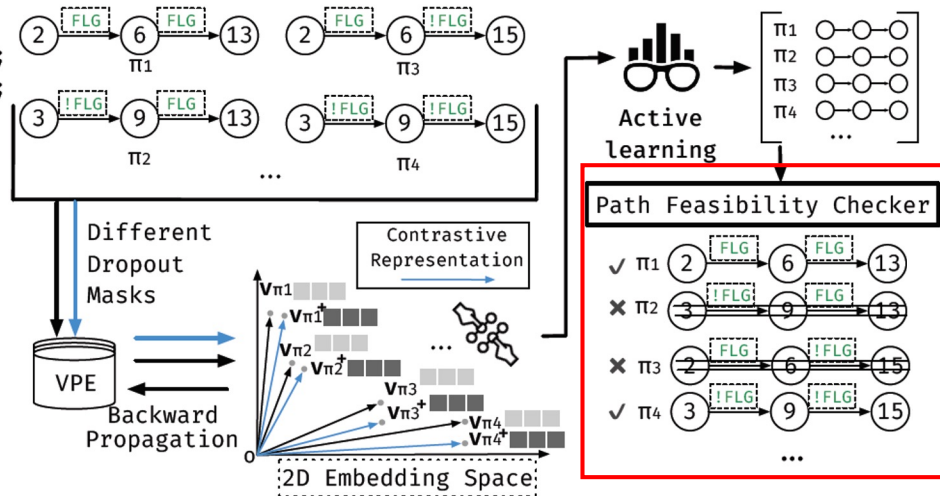 FLG FLG !FLG
2 6 13 2 6 15
FLG
π1 π3
!FLG FLG !FLG !FLG
3 9 13 3 9 15
π2 π4
...
Active
learning
π1
π2
π3
π4
...
Path Feasibility Checker
FLG FLG
✓ π1 2 6 13
!FLG FLG
✖ π2 3 9 13
FLG !FLG
✖ π3 2 6 15
!FLG !FLG
✓ π4 3 9 15
...
Different
Dropout
Masks
Contrastive
Representation
VPE
Backward
Propagation
Vπ1
Vπ1+
Vπ2
Vπ2+
...
Vπ3
Vπ3+
Vπ4
Vπ4+
O
2D Embedding Space